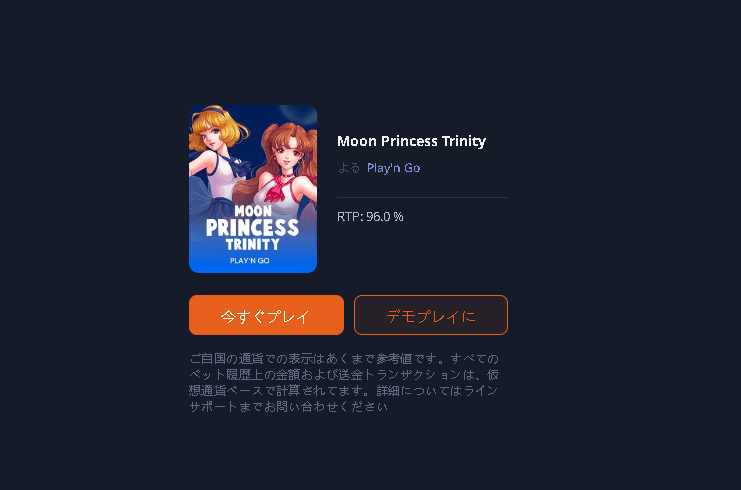 MOON
PRINCESS
TRINITY
PLAY'N GO
Moon Princess Trinity
よる Play'n Go
RTP: 96.0 %
今すぐプレイ
デモプレイに
ご自国の通貨での表示はあくまで参考値です。すべての
ベット履歴上の金額および送金トランザクションは、仮
想通貨ベースで計算されてます。詳細についてはライン
サポートまでお問い合わせください